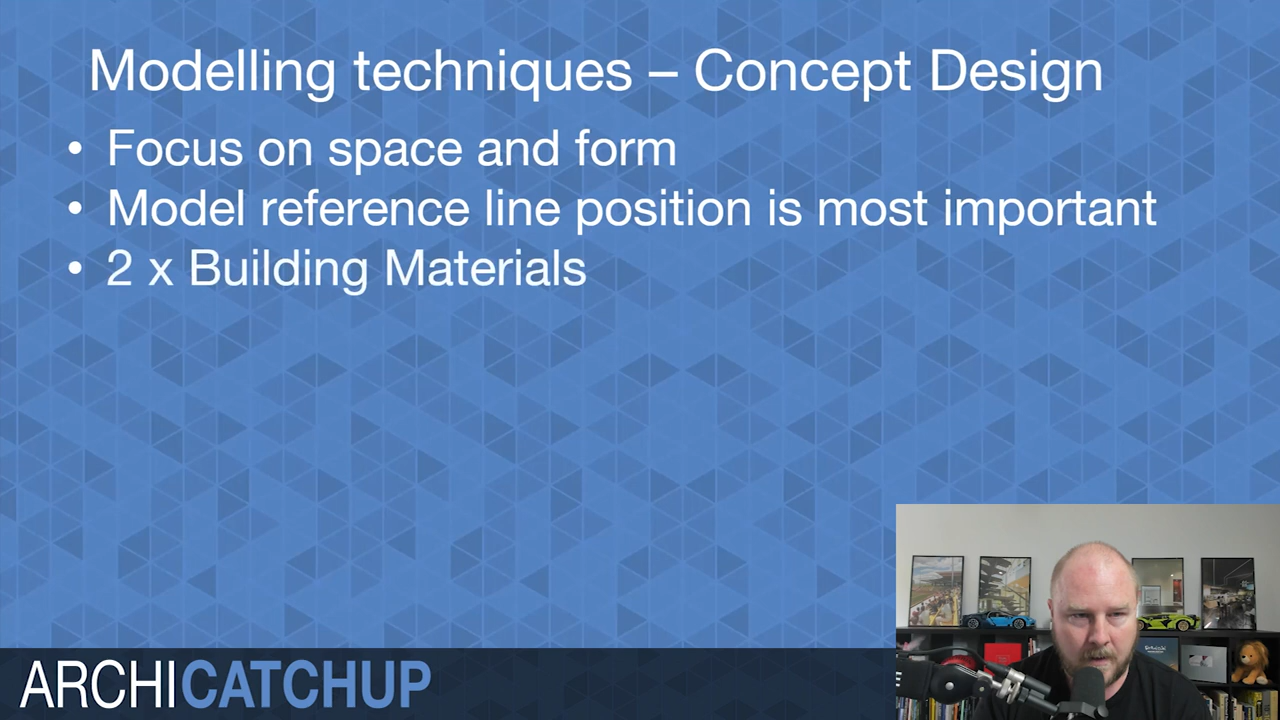 Modelling techniques – Concept Design
• Focus on space and form
• Model reference line position is most important
• 2 x Building Materials
ARCHICATCHUP